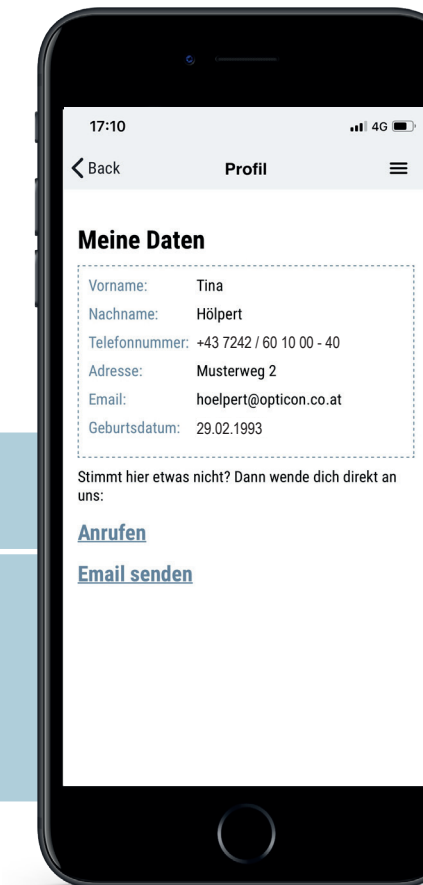 17:10 4G
Back Profil
Meine Daten
Vorname: Tina
Nachname: Hölpert
Telefonnummer: +43 7242 / 60 10 00 - 40
Adresse: Musterweg 2
Email: hoelpert@opticon.co.at
Geburtsdatum: 29.02.1993
Stimmt hier etwas nicht? Dann wende dich direkt an
uns:
Anrufen
Email senden